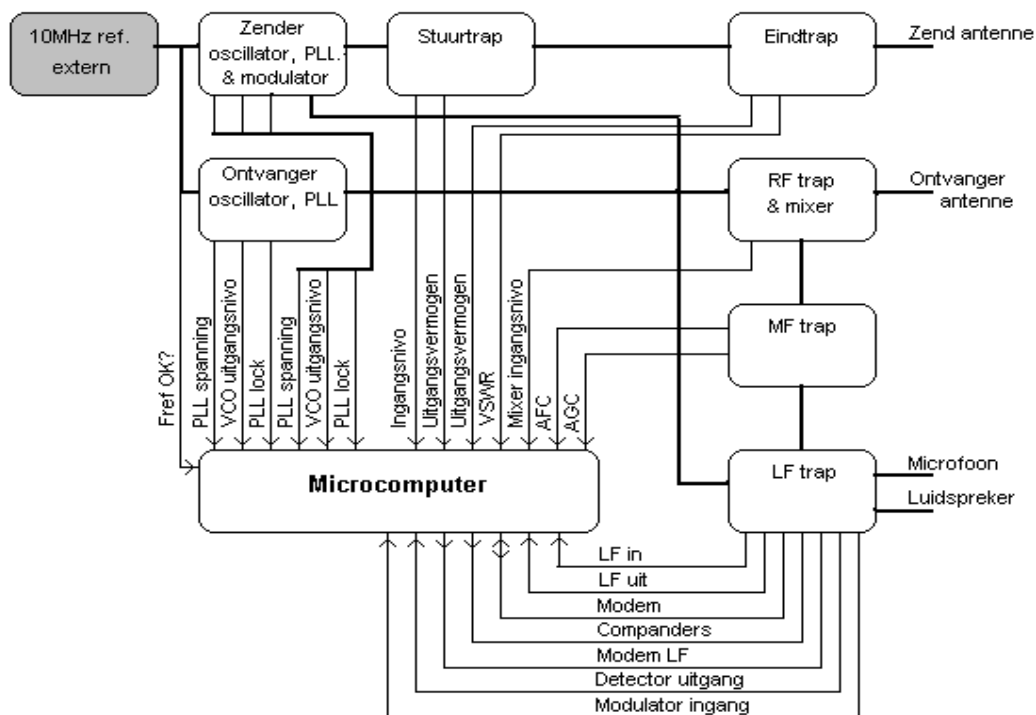 10MHz ref.
extern
Zender
oscillator, PLL.
& modulator
Stuurtrap
Eindtrap
Zend antenne
Ontvanger
oscillator, PLL
RF trap
& mixer
Ontvanger
antenne
MF trap
Fref OK?
PLL spanning
VCO uitgangsnivo
PLL lock
PLL spanning
VCO uitgangsnivo
PLL lock
Ingangsnivo
Uitgangsvermogen
Uitgangsvermogen
VSWR
Mixer ingangsnivo
AFC
AGC
Microcomputer
LF trap
Microfoon
Luidspreker
LF in
LF uit
Modem
Companders
Modem LF
Detector uitgang
Modulator ingang